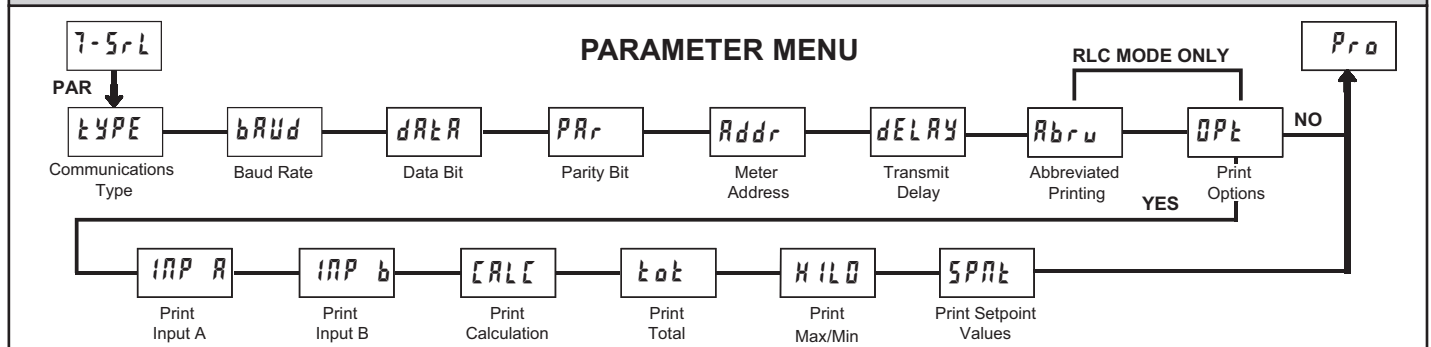 7-SrL
PARAMETER MENU
Pro
RLC MODE ONLY
PAR
tYPE
bAUd
dAtA
PAr
Addr
dELAY
Abrv
OPt
NO
Communications
Type
Baud Rate
Data Bit
Parity Bit
Meter
Address
Transmit
Delay
Abbreviated
Printing
Print
Options
YES
INP A
INP b
CALC
tot
HILO
SPNt
Print
Input A
Print
Input B
Print
Calculation
Print
Total
Print
Max/Min
Print Setpoint
Values